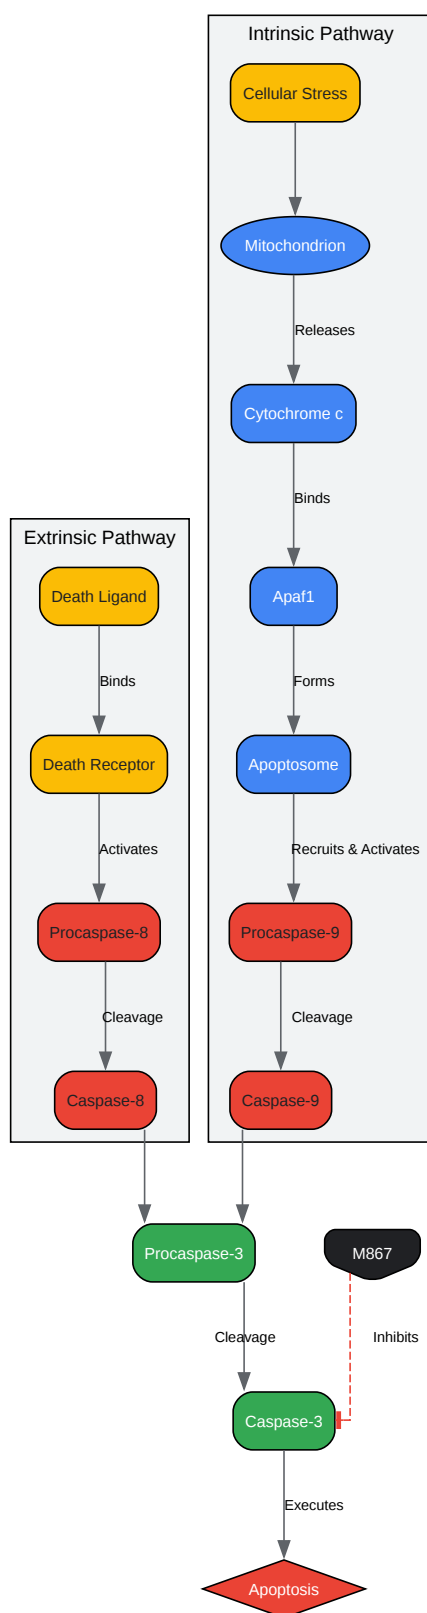 Intrinsic Pathway
Cellular Stress
Mitochondrion
Releases
Cytochrome c
Binds
Apaf1
Forms
Apoptosome
Recruits & Activates
Procaspase-9
Cleavage
Caspase-9
Extrinsic Pathway
Death Ligand
Binds
Death Receptor
Activates
Procaspase-8
Cleavage
Caspase-8
Procaspase-3
M867
Cleavage
Inhibits
Caspase-3
Executes
Apoptosis